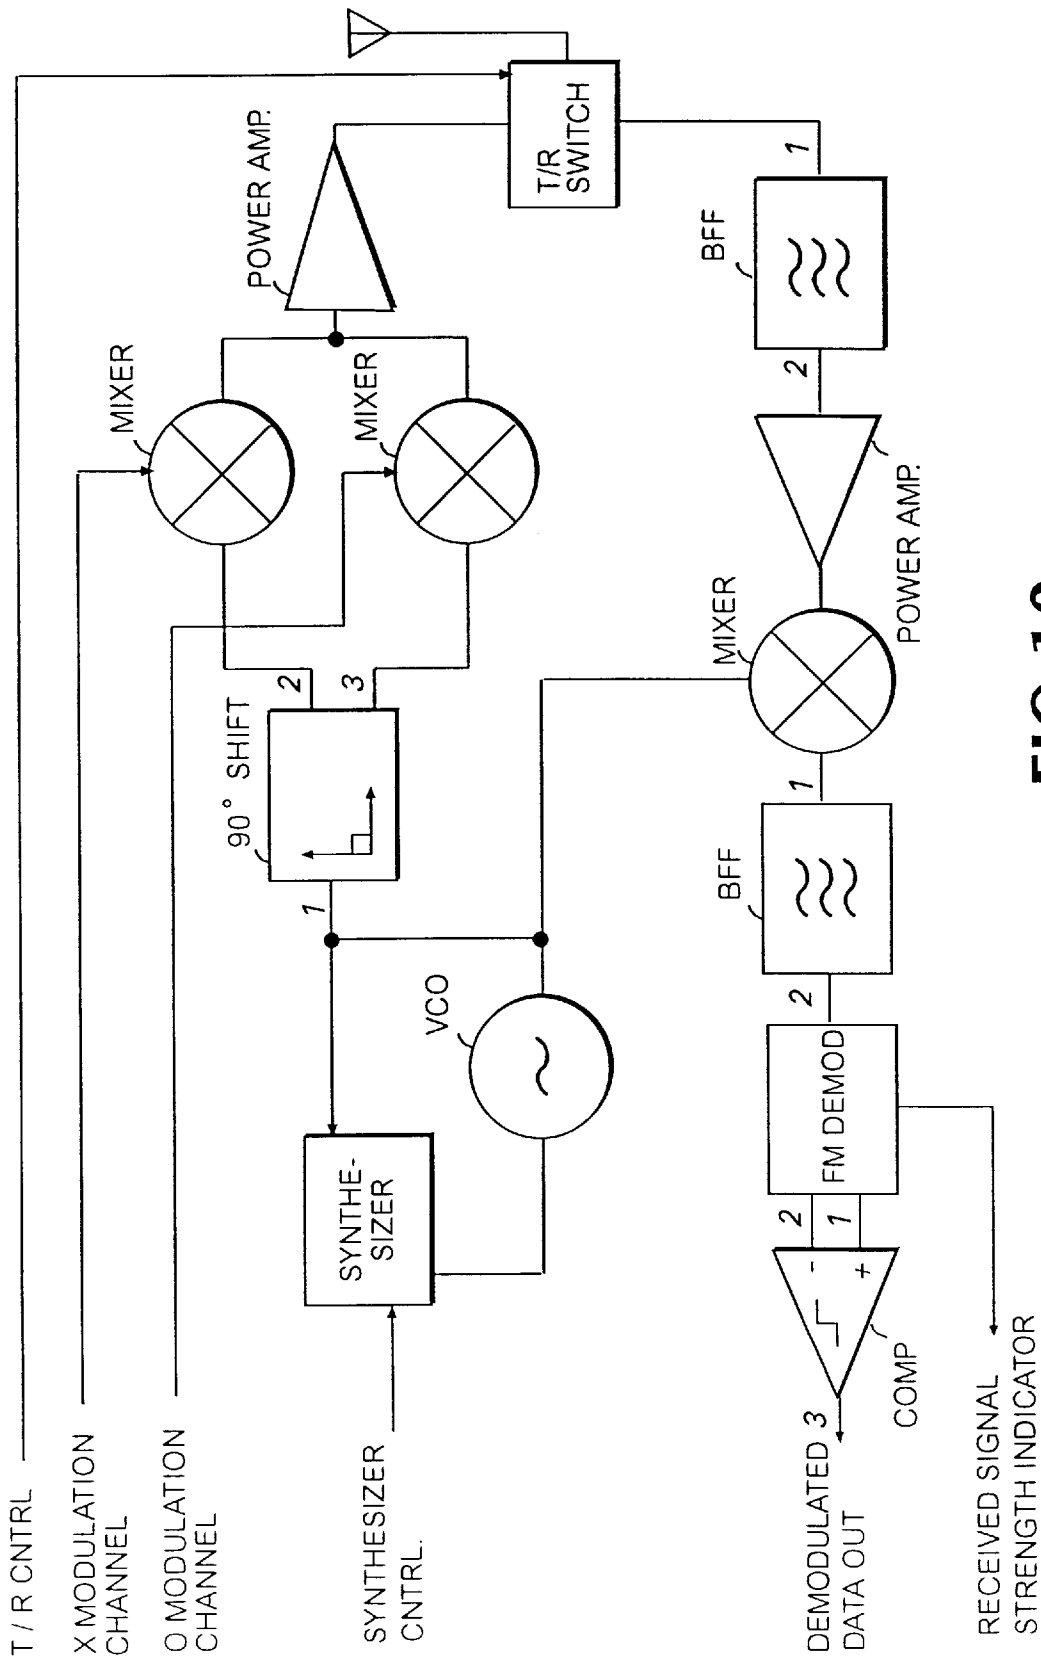 T / R CNTRL
X MODULATION
CHANNEL
O MODULATION
CHANNEL
SYNTHESIZER
CNTRL.
SYNTHE-
SIZER
VCO
90° SHIFT
1
2
3
MIXER
MIXER
POWER AMP.
T/R
SWITCH
1
BFF
2
POWER AMP.
MIXER
1
BFF
2
FM DEMOD
2
1
-
+
COMP
3
DEMODULATED
DATA OUT
RECEIVED SIGNAL
STRENGTH INDICATOR